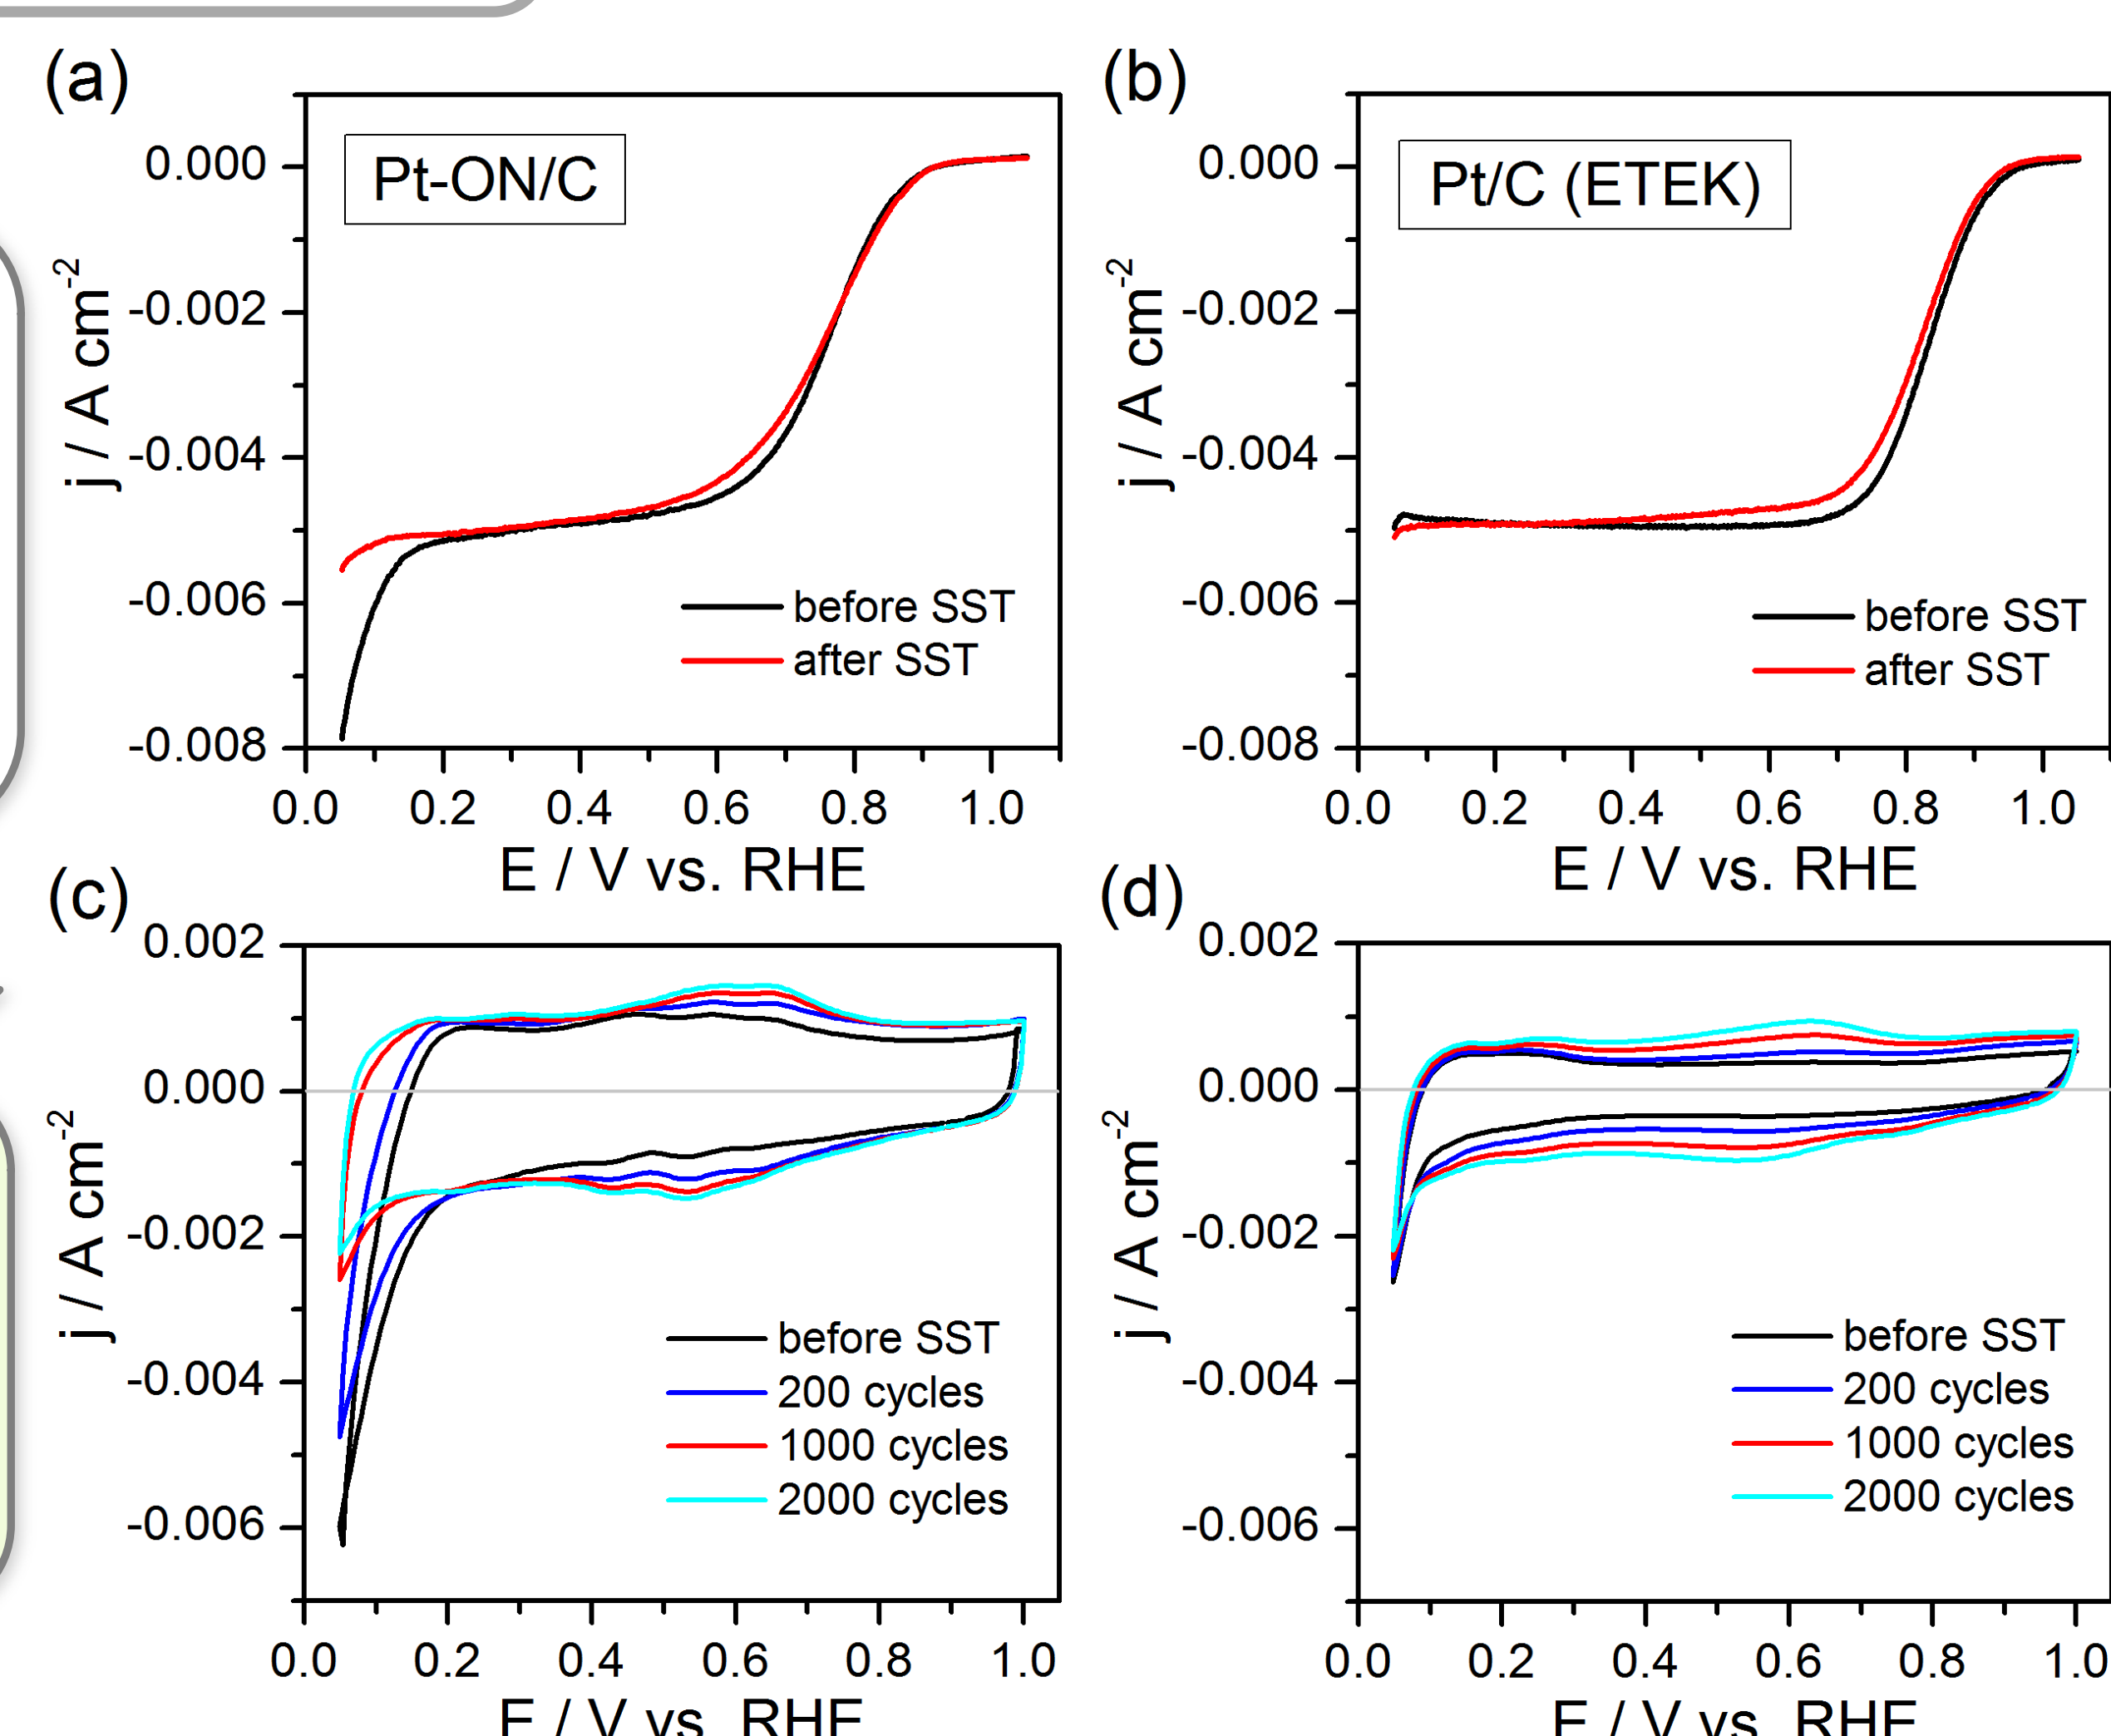 (a)
Pt-ON/C
0.000
-0.002
-0.004
-0.006
-0.008
j / A cm-2
before SST
after SST
0.0 0.2 0.4 0.6 0.8 1.0
E / V vs. RHE
(b)
Pt/C (ETEK)
0.000
-0.002
-0.004
-0.006
-0.008
j / A cm-2
before SST
after SST
0.0 0.2 0.4 0.6 0.8 1.0
E / V vs. RHE
(c)
0.002
0.000
-0.002
-0.004
-0.006
j / A cm-2
before SST
200 cycles
1000 cycles
2000 cycles
0.0 0.2 0.4 0.6 0.8 1.0
E / V vs. RHE
(d)
0.002
0.000
-0.002
-0.004
-0.006
j / A cm-2
before SST
200 cycles
1000 cycles
2000 cycles
0.0 0.2 0.4 0.6 0.8 1.0
E / V vs. RHE